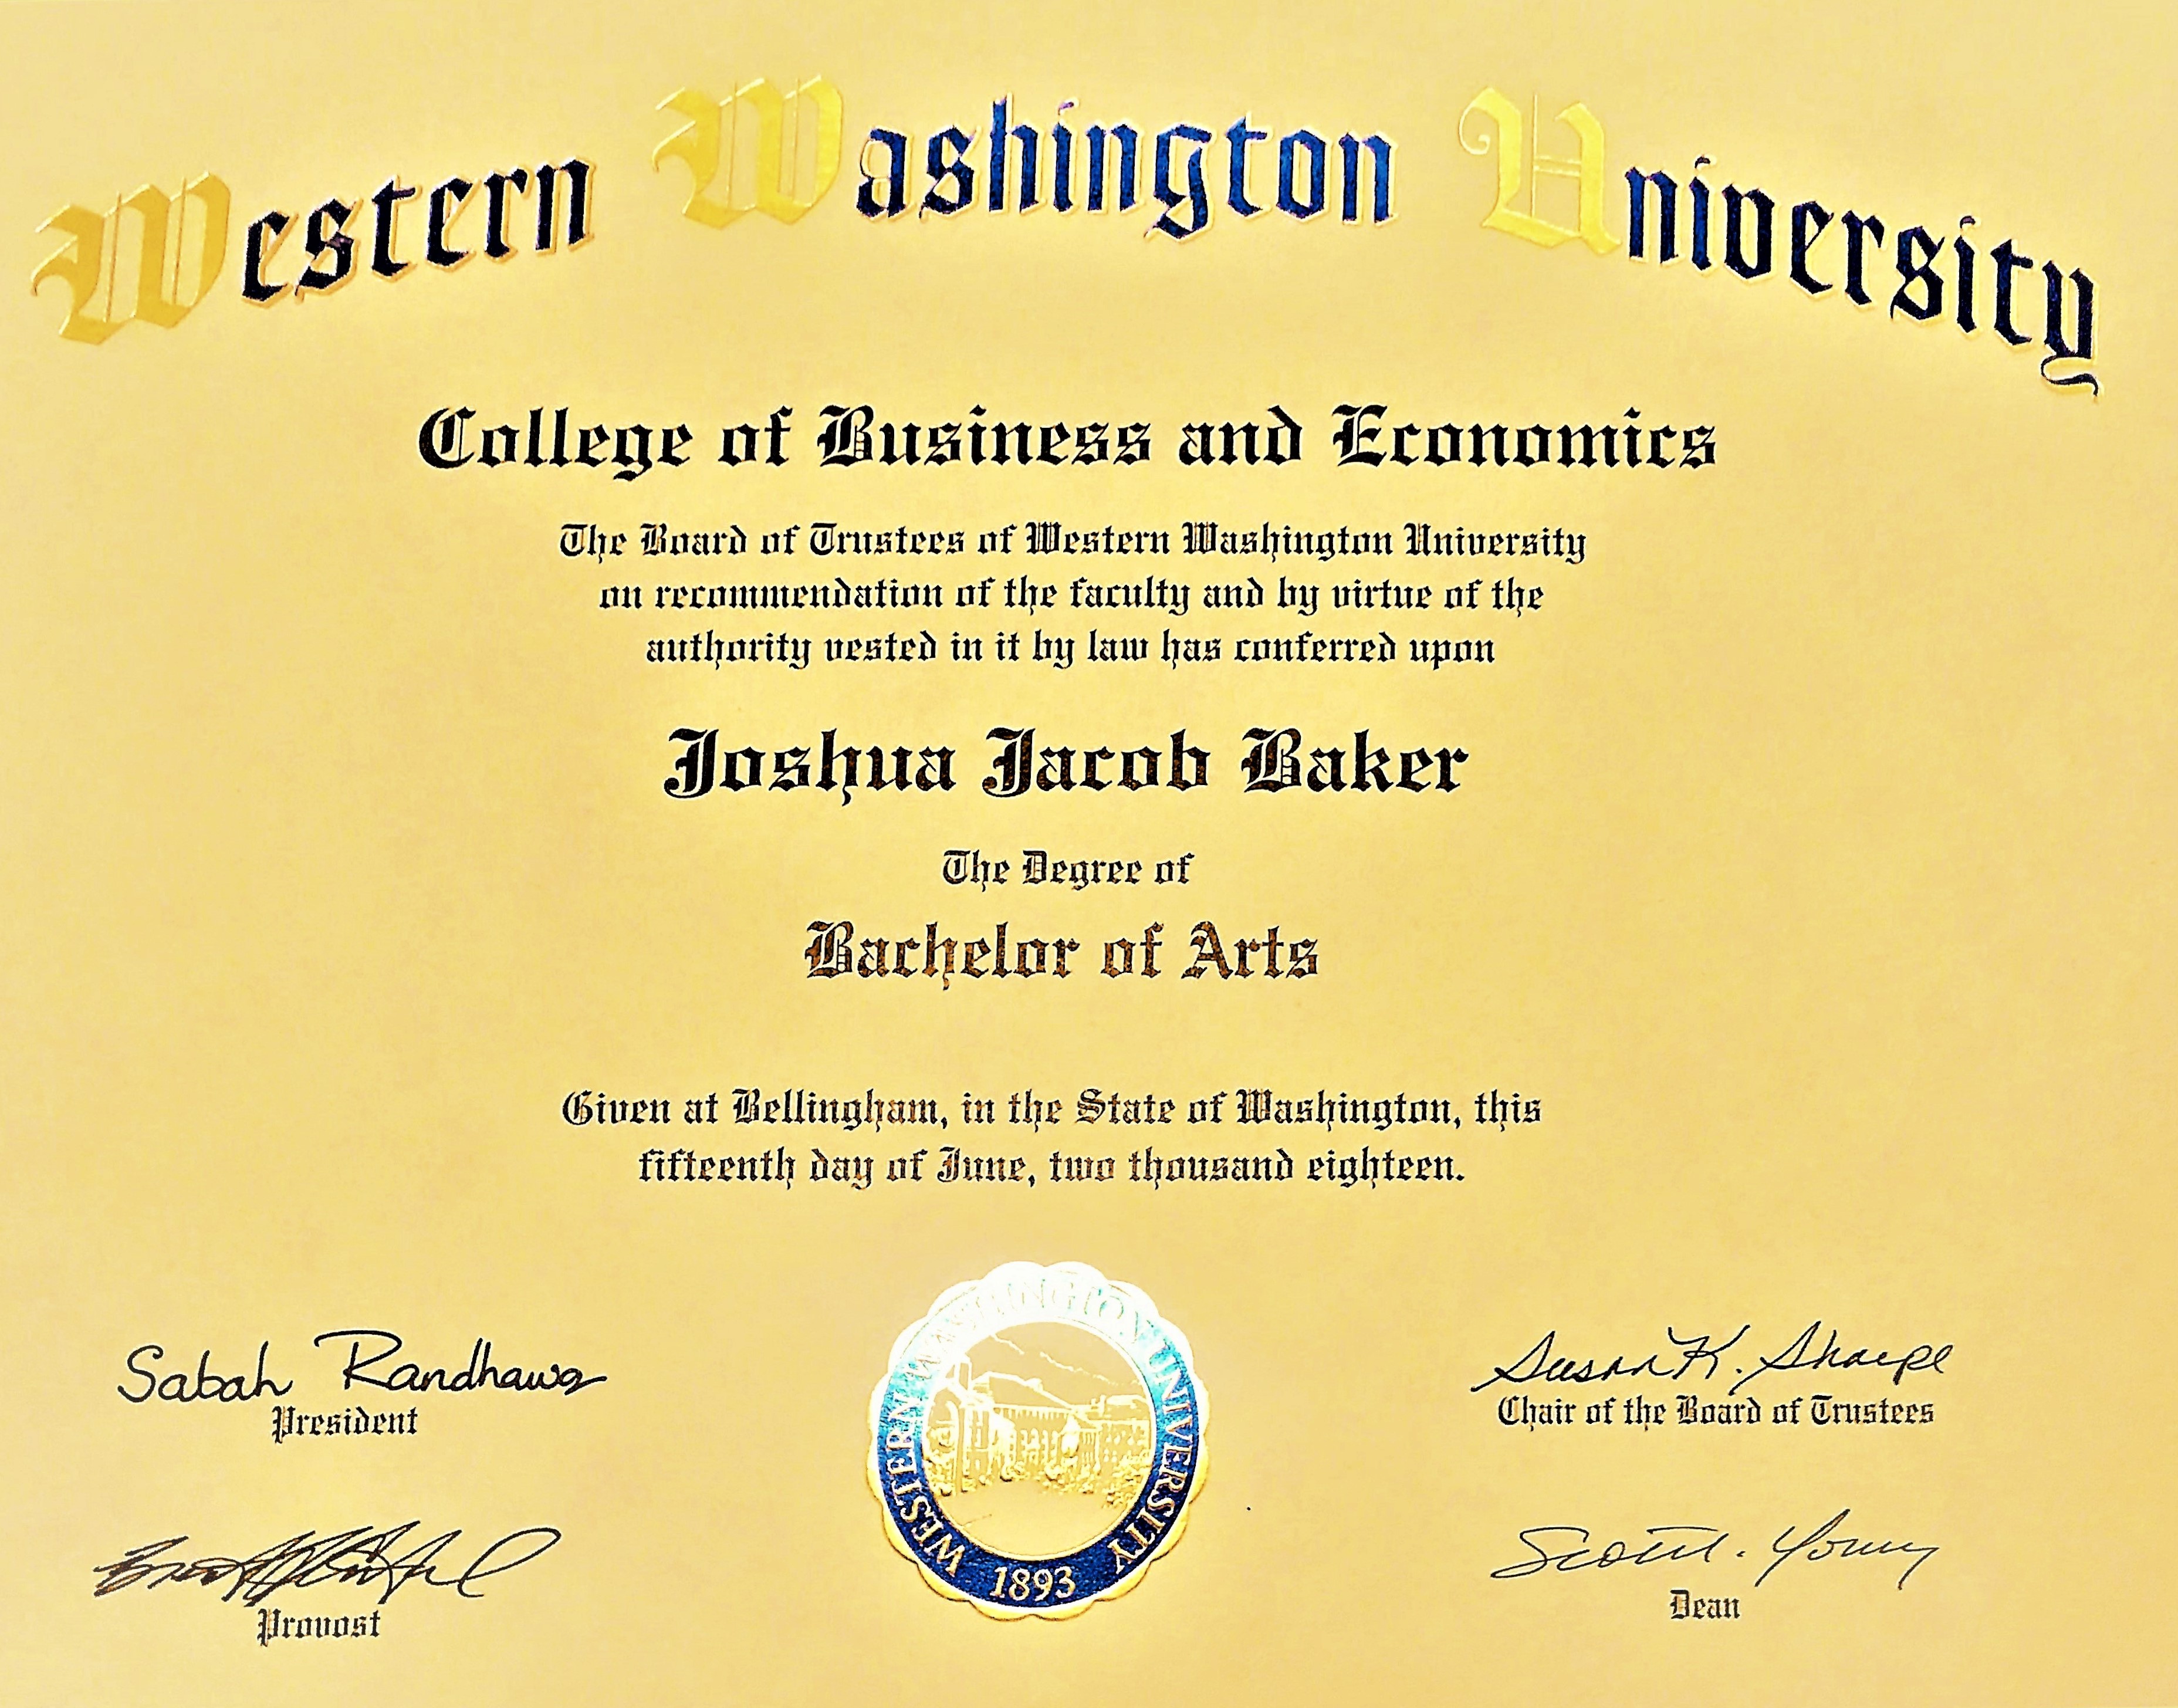 Western Washington University
College of Business and Economics
The Board of Trustees of Western Washington University
on recommendation of the faculty and by virtue of the
authority vested in it by law has conferred upon
Joshua Jacob Baker
The Degree of
Bachelor of Arts
Given at Bellingham, in the State of Washington, this
fifteenth day of June, two thousand eighteen.
Sabah Randhawa
President
Susan K. Sharpe
Chair of the Board of Trustees
WESTERN WASHINGTON UNIVERSITY
1893
Provost
Scott . Young
Dean